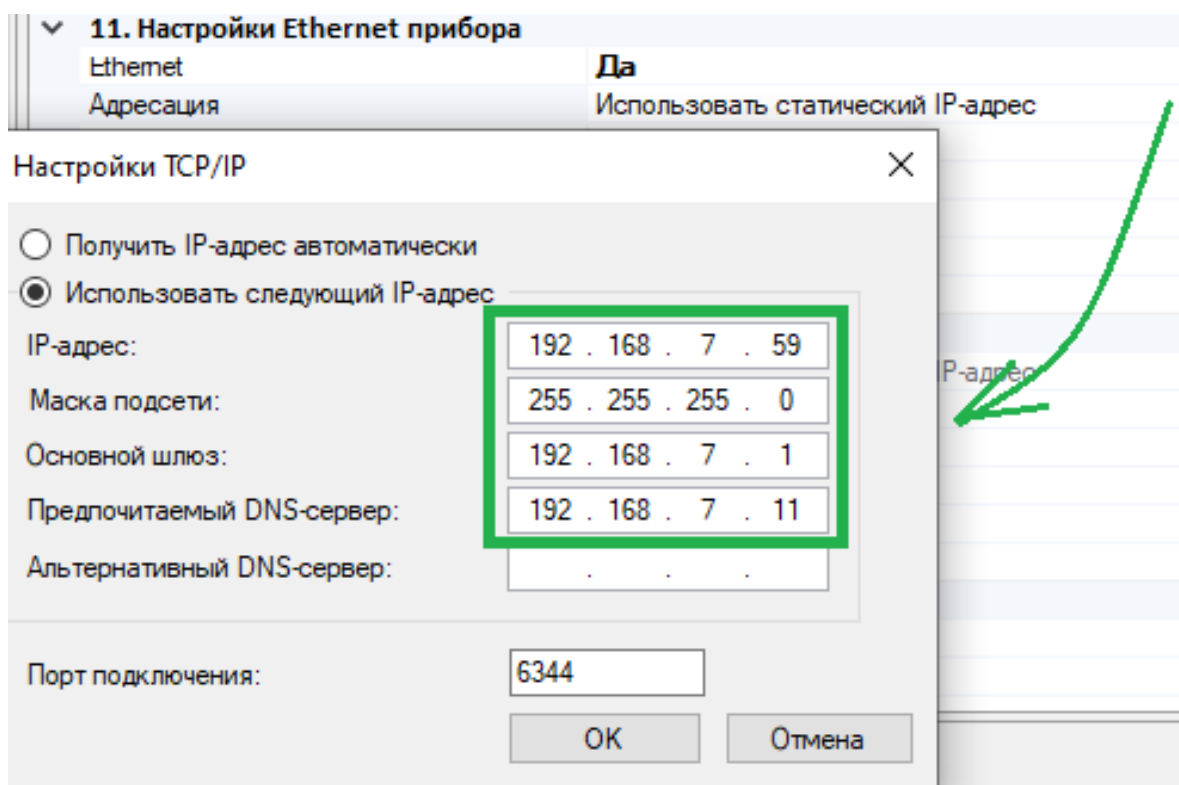 11. Настройки Ethernet прибора
Ethernet Да
Адресация Использовать статический IP-адрес
Настройки TCP/IP
Получить IP-адрес автоматически
Использовать следующий IP-адрес
IP-адрес: 192 . 168 . 7 . 59
IP-адрес
Маска подсети: 255 . 255 . 255 . 0
Основной шлюз: 192 . 168 . 7 . 1
Предпочитаемый DNS-сервер: 192 . 168 . 7 . 11
Альтернативный DNS-сервер: . . .
Порт подключения: 6344
OK Отмена